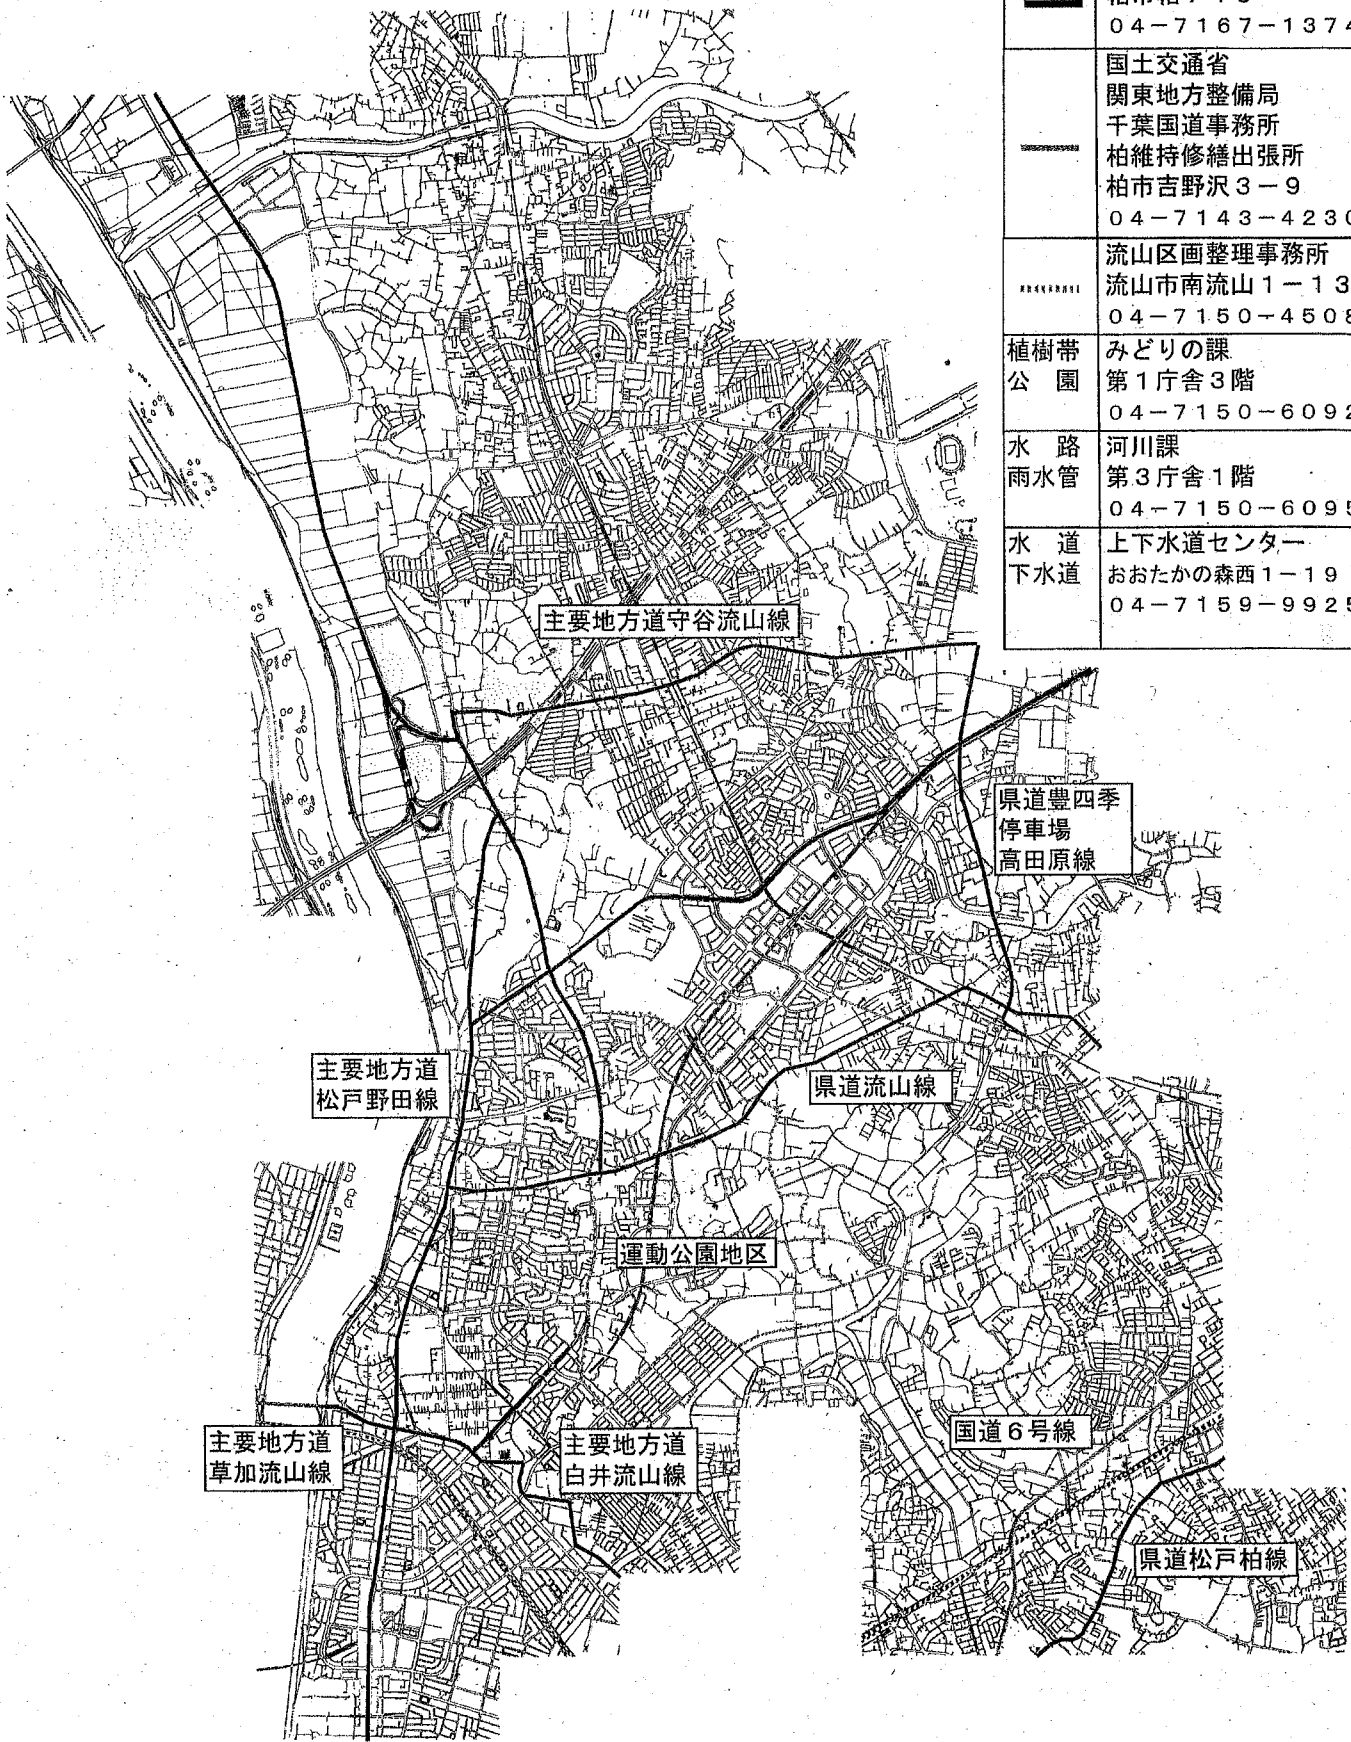 ０４－７１６７－１３７４
国土交通省
関東地方整備局
千葉国道事務所
柏維持修繕出張所
柏市吉野沢３－９
０４－７１４３－４２３０
流山区画整理事務所
流山市南流山１－１３
０４－７１５０－４５０８
植樹帯 みどりの課
公　園 第１庁舎３階
０４－７１５０－６０９２
水　路 河川課
雨水管 第３庁舎１階
０４－７１５０－６０９５
水　道 上下水道センター
下水道 おおたかの森西１－１９
０４－７１５９－９９２５
主要地方道守谷流山線
県道豊四季
停車場
高田原線
主要地方道
松戸野田線
県道流山線
運動公園地区
主要地方道
草加流山線
主要地方道
白井流山線
国道６号線
県道松戸柏線